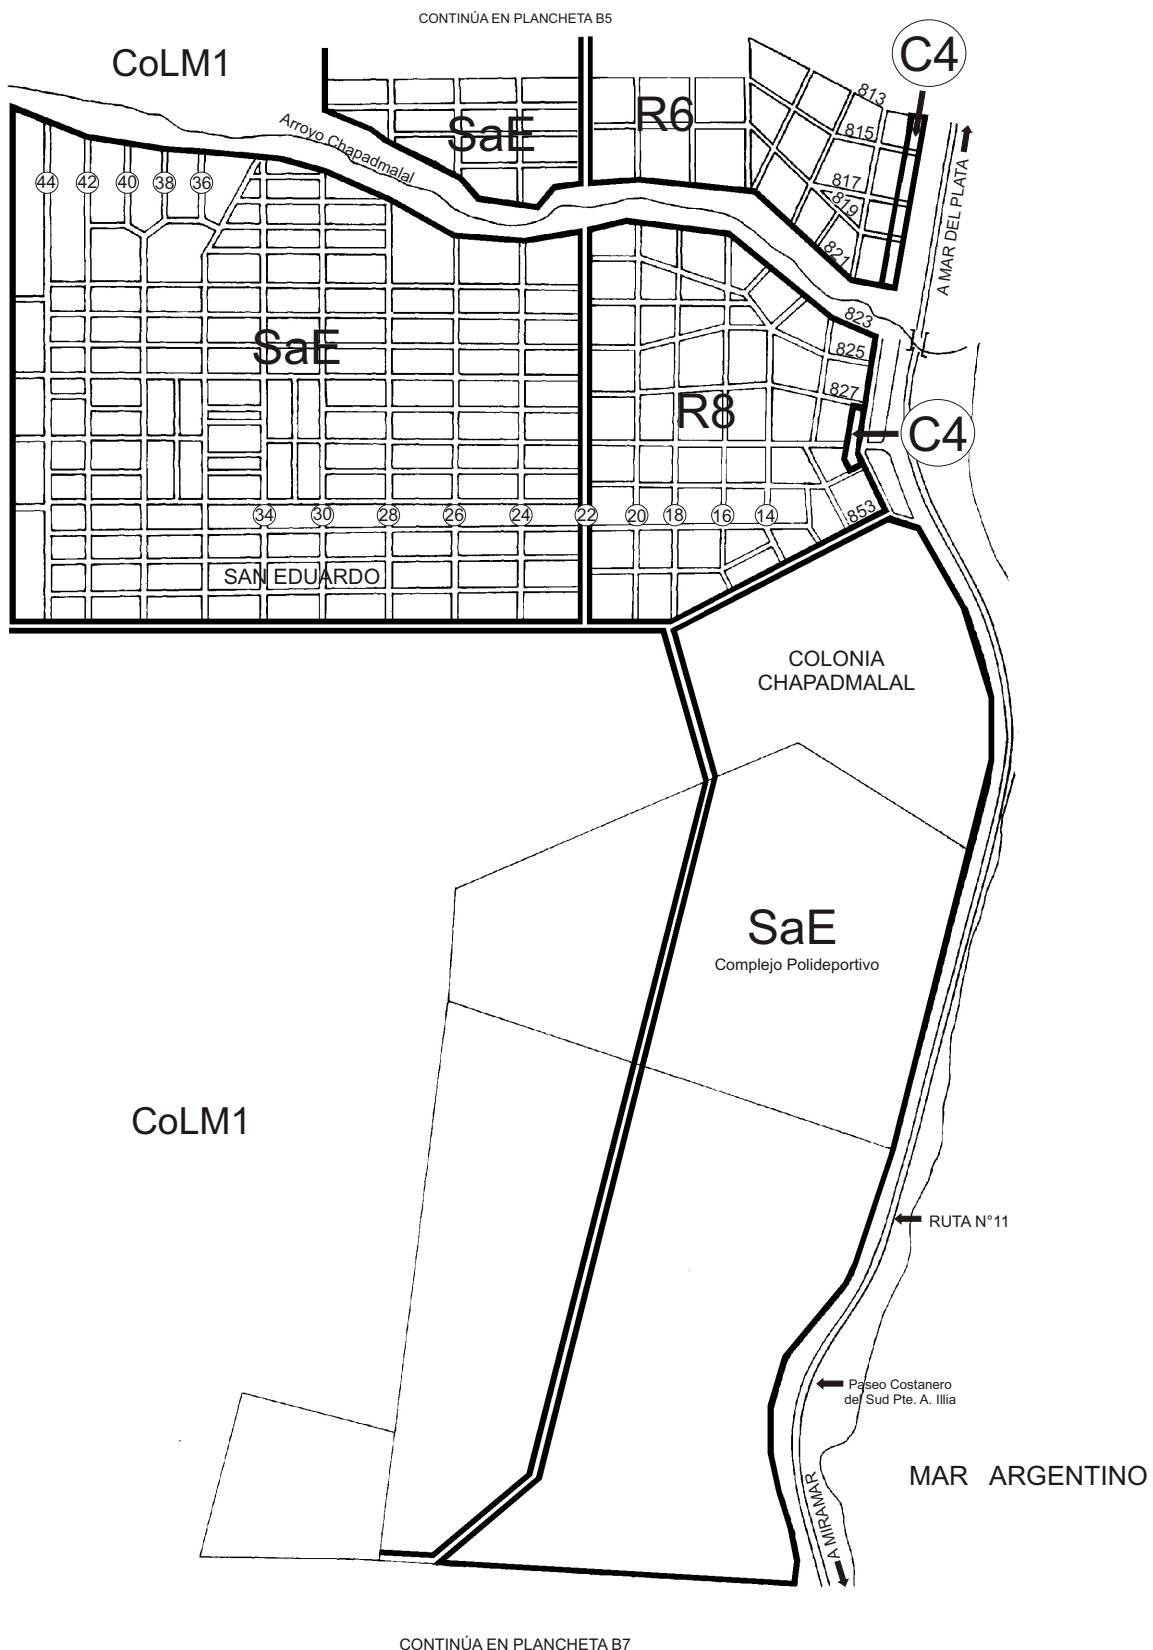 CONTINÚA EN PLANCHETA B5
CoLM1
C4
813
R6
SaE
815
Arroyo Chapadmalal
817
819
A MAR DEL PLATA
44
42
40
38
36
821
823
SaE
825
827
R8
C4
34
30
28
26
24
22
20
18
16
14
853
SAN EDUARDO
COLONIA
CHAPADMALAL
SaE
Complejo Polideportivo
CoLM1
RUTA N°11
Paseo Costanero
del Sud Pte. A. Illia
MAR ARGENTINO
A MIRAMAR
CONTINÚA EN PLANCHETA B7